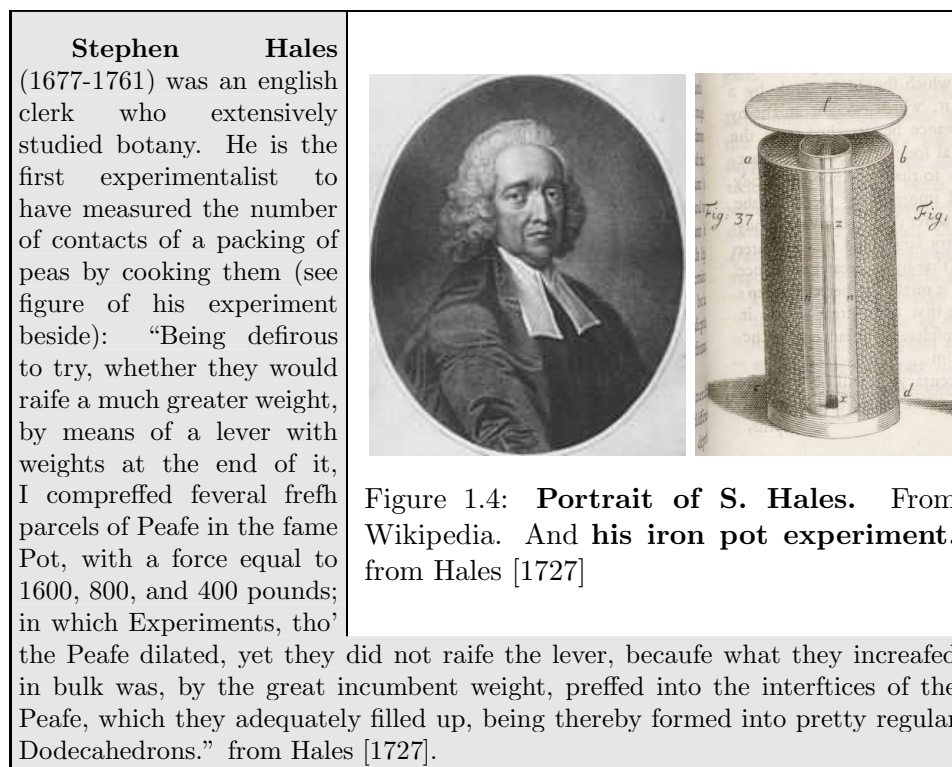 Stephen Hales
(1677-1761) was an english
clerk who extensively
studied botany. He is the
first experimentalist to
have measured the number
of contacts of a packing of
peas by cooking them (see
figure of his experiment
beside): “Being defirous
to try, whether they would
raife a much greater weight,
by means of a lever with
weights at the end of it,
I compreffed feveral frefh
parcels of Peafe in the fame
Pot, with a force equal to
1600, 800, and 400 pounds;
in which Experiments, tho’
the Peafe dilated, yet they did not raife the lever, becaufe what they increafed
in bulk was, by the great incumbent weight, preffed into the interftices of the
Peafe, which they adequately filled up, being thereby formed into pretty regular
Dodecahedrons.” from Hales [1727].
f
a
b
Fig: 37
z
Fig:
n
n
x
d
Figure 1.4: Portrait of S. Hales. From
Wikipedia. And his iron pot experiment.
from Hales [1727]